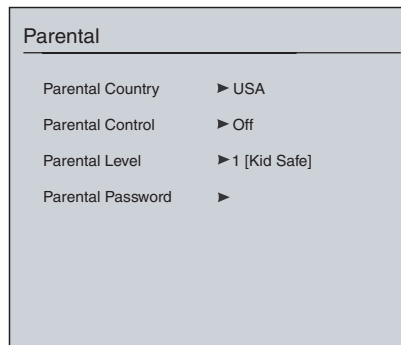 Parental
Parental Country ► USA
Parental Control ► Off
Parental Level ► 1 [Kid Safe]
Parental Password ►